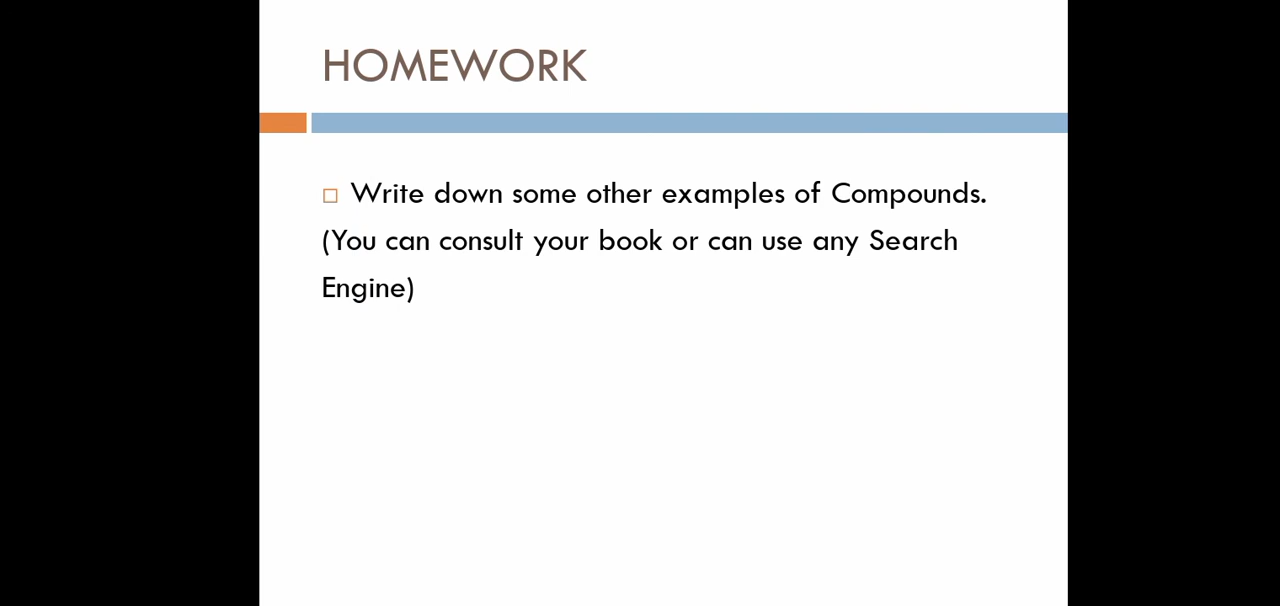 HOMEWORK
Write down some other examples of Compounds.
(You can consult your book or can use any Search
Engine)